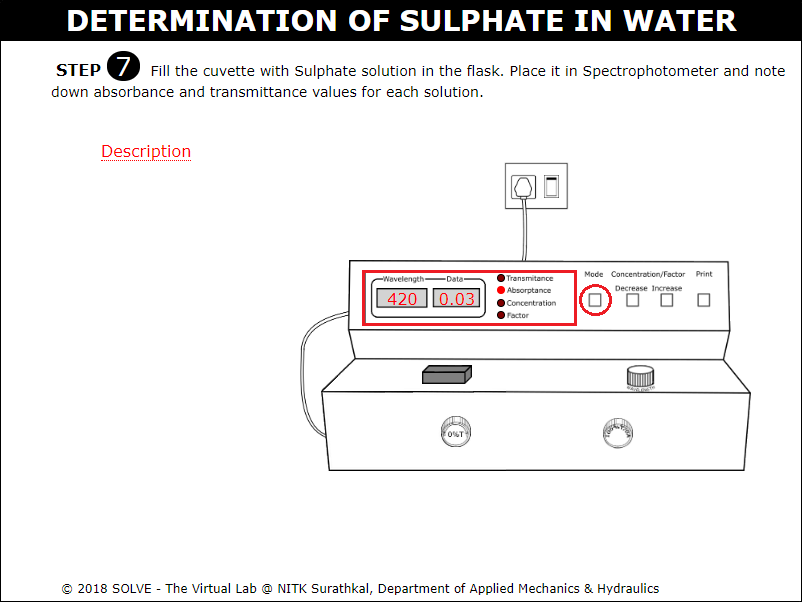 DETERMINATION OF SULPHATE IN WATER
STEP 7 Fill the cuvette with Sulphate solution in the flask. Place it in Spectrophotometer and note
down absorbance and transmittance values for each solution.
Description
Wavelength Data
420 0.03
Transmitance
Absorptance
Concentration
Factor
Mode Concentration/Factor Print
Decrease Increase
0%T
© 2018 SOLVE - The Virtual Lab @ NITK Surathkal, Department of Applied Mechanics & Hydraulics